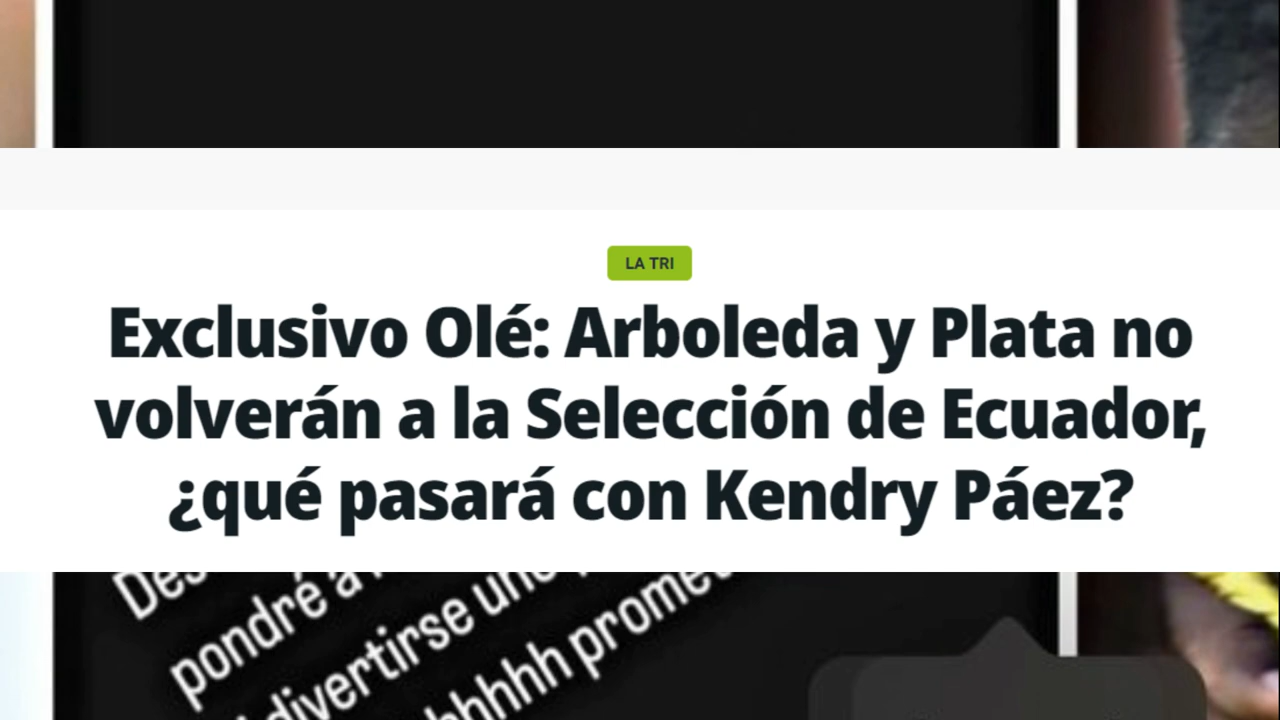 LA TRI
Exclusivo Olé: Arboleda y Plata no
volverán a la Selección de Ecuador,
¿qué pasará con Kendry Páez?
pondré a
divertirse